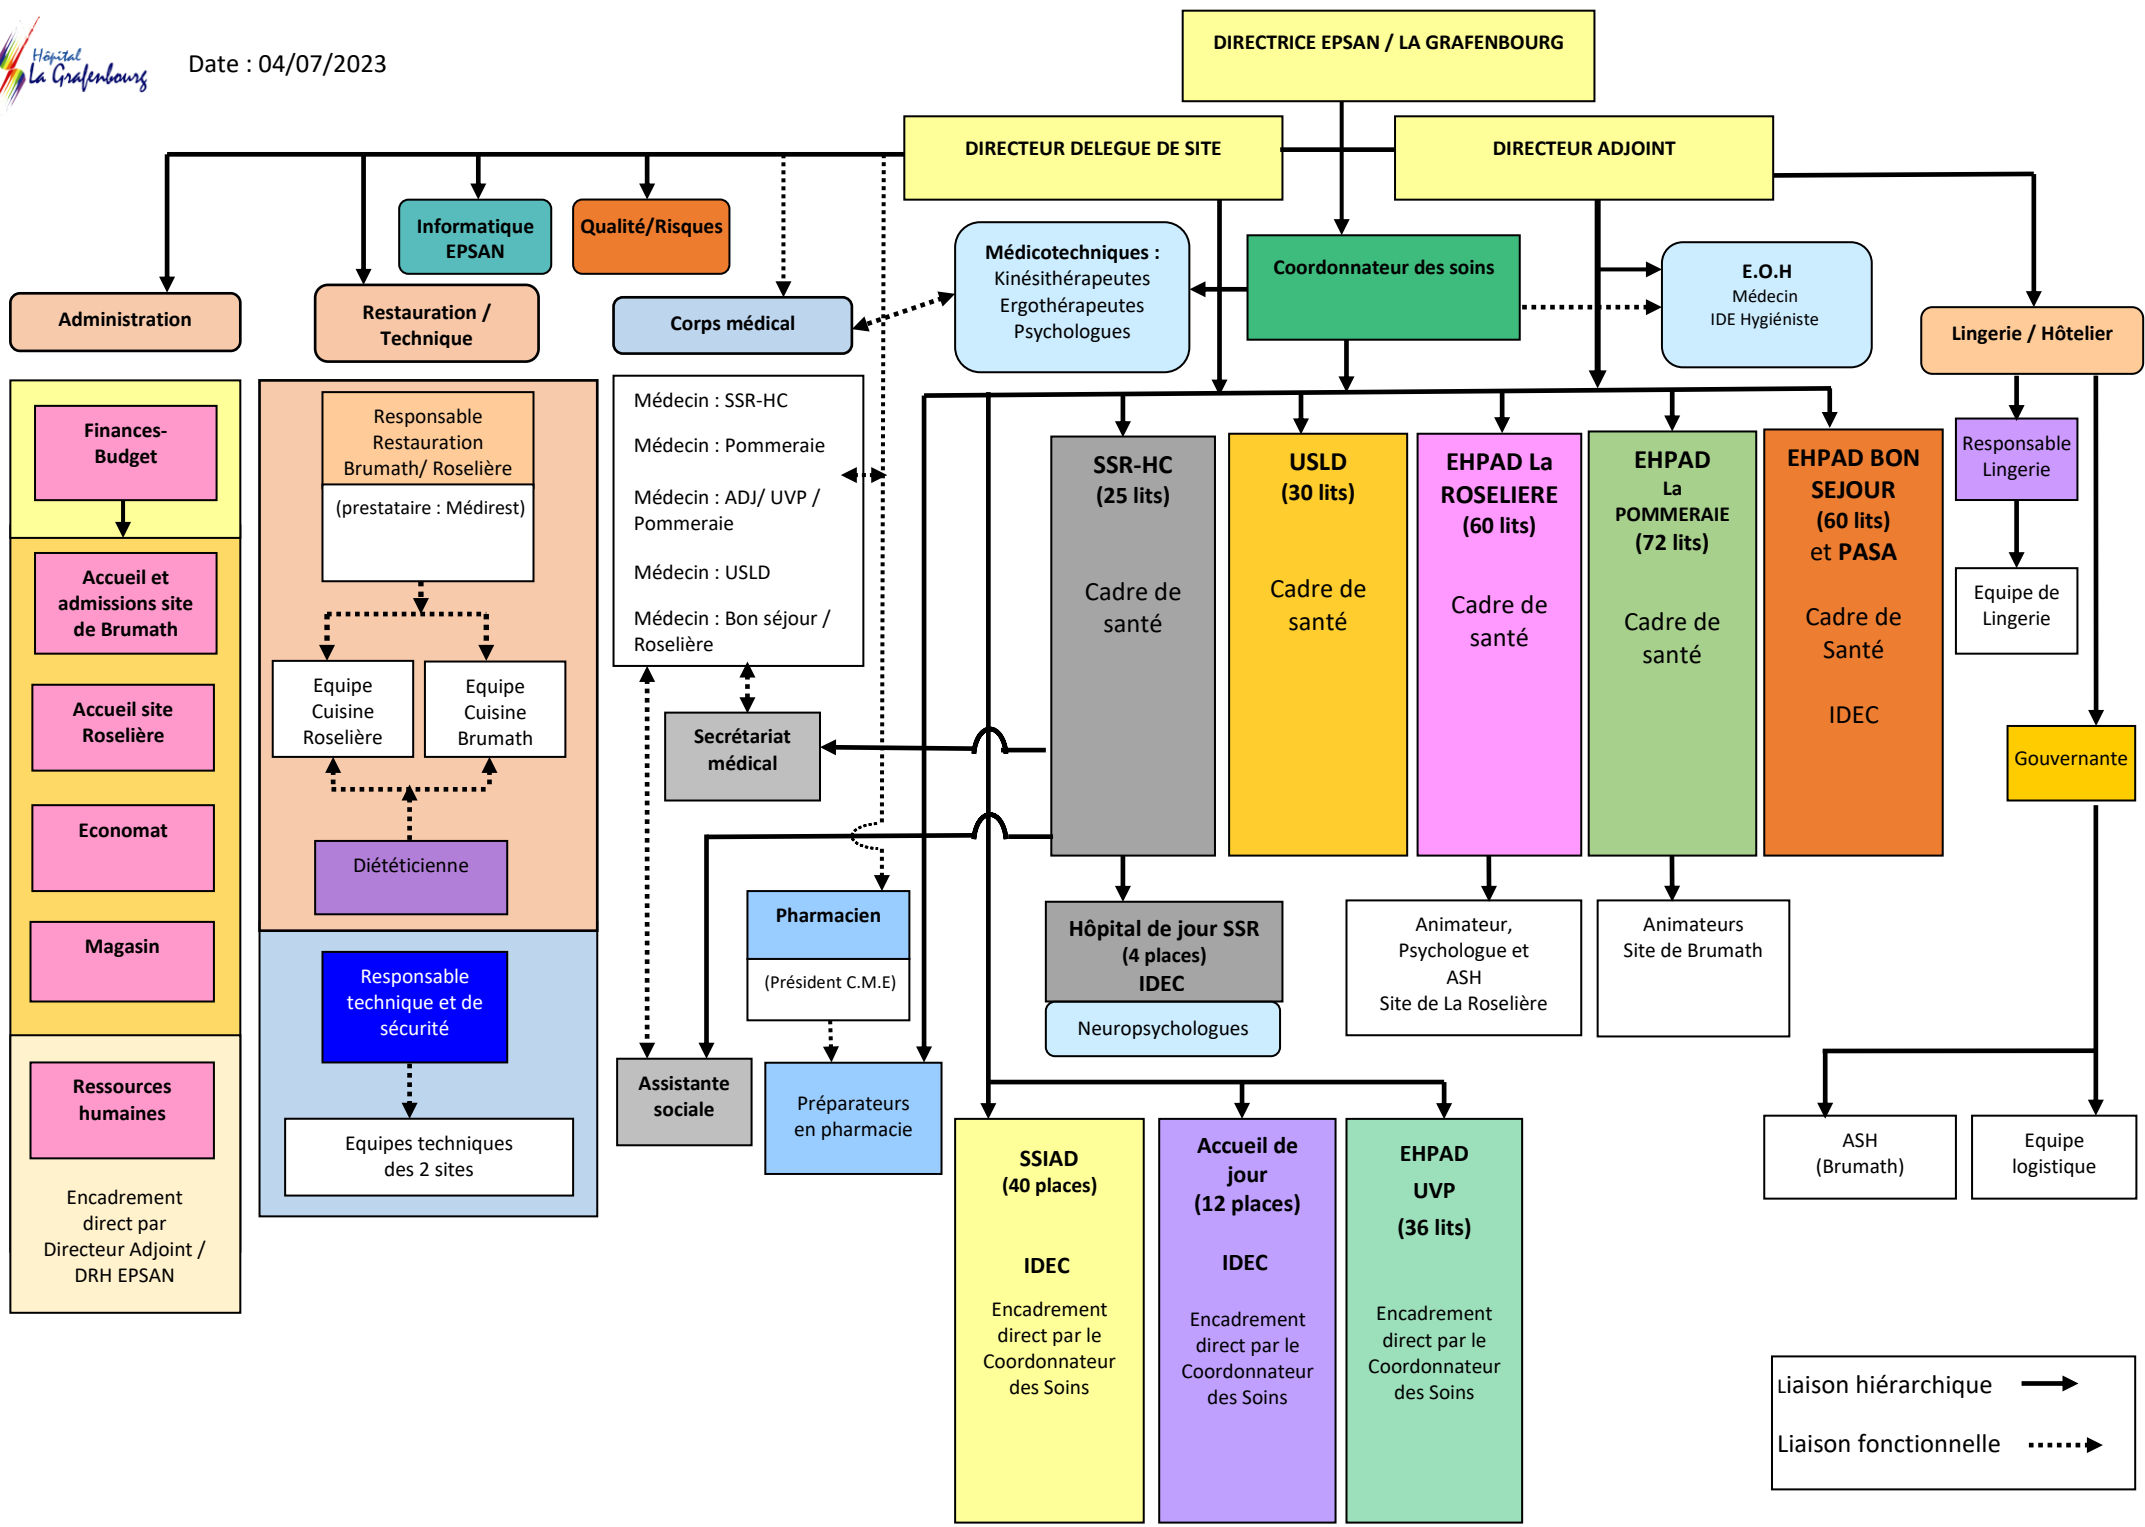 Hôpital
La Grafenbourg
Date : 04/07/2023
DIRECTRICE EPSAN / LA GRAFENBOURG
DIRECTEUR DELEGUE DE SITE
DIRECTEUR ADJOINT
Informatique
EPSAN
Qualité/Risques
Médicotechniques :
Kinésithérapeutes
Ergothérapeutes
Psychologues
Coordonnateur des soins
E.O.H
Médecin
IDE Hygiéniste
Administration
Restauration /
Technique
Corps médical
Lingerie / Hôtelier
Finances-
Budget
Accueil et
admissions site
de Brumath
Accueil site
Roselière
Economat
Magasin
Ressources
humaines
Encadrement
direct par
Directeur Adjoint /
DRH EPSAN
Responsable
Restauration
Brumath/ Roselière
(prestataire : Médirest)
Equipe
Cuisine
Roselière
Equipe
Cuisine
Brumath
Diététicienne
Responsable
technique et de
sécurité
Equipes techniques
des 2 sites
Médecin : SSR-HC
Médecin : Pommeraie
Médecin : ADJ/ UVP /
Pommeraie
Médecin : USLD
Médecin : Bon séjour /
Roselière
Secrétariat
médical
Pharmacien
(Président C.M.E)
Assistante
sociale
Préparateurs
en pharmacie
SSR-HC
(25 lits)
Cadre de
santé
USLD
(30 lits)
Cadre de
santé
EHPAD La
ROSELIERE
(60 lits)
Cadre de
santé
EHPAD
La
POMMERAIE
(72 lits)
Cadre de
santé
EHPAD BON
SEJOUR
(60 lits)
et PASA
Cadre de
Santé
IDEC
Responsable
Lingerie
Equipe de
Lingerie
Gouvernante
Hôpital de jour SSR
(4 places)
IDEC
Neuropsychologues
Animateur,
Psychologue et
ASH
Site de La Roselière
Animateurs
Site de Brumath
ASH
(Brumath)
Equipe
logistique
SSIAD
(40 places)
IDEC
Encadrement
direct par le
Coordonnateur
des Soins
Accueil de
jour
(12 places)
IDEC
Encadrement
direct par le
Coordonnateur
des Soins
EHPAD
UVP
(36 lits)
Encadrement
direct par le
Coordonnateur
des Soins
Liaison hiérarchique
Liaison fonctionnelle